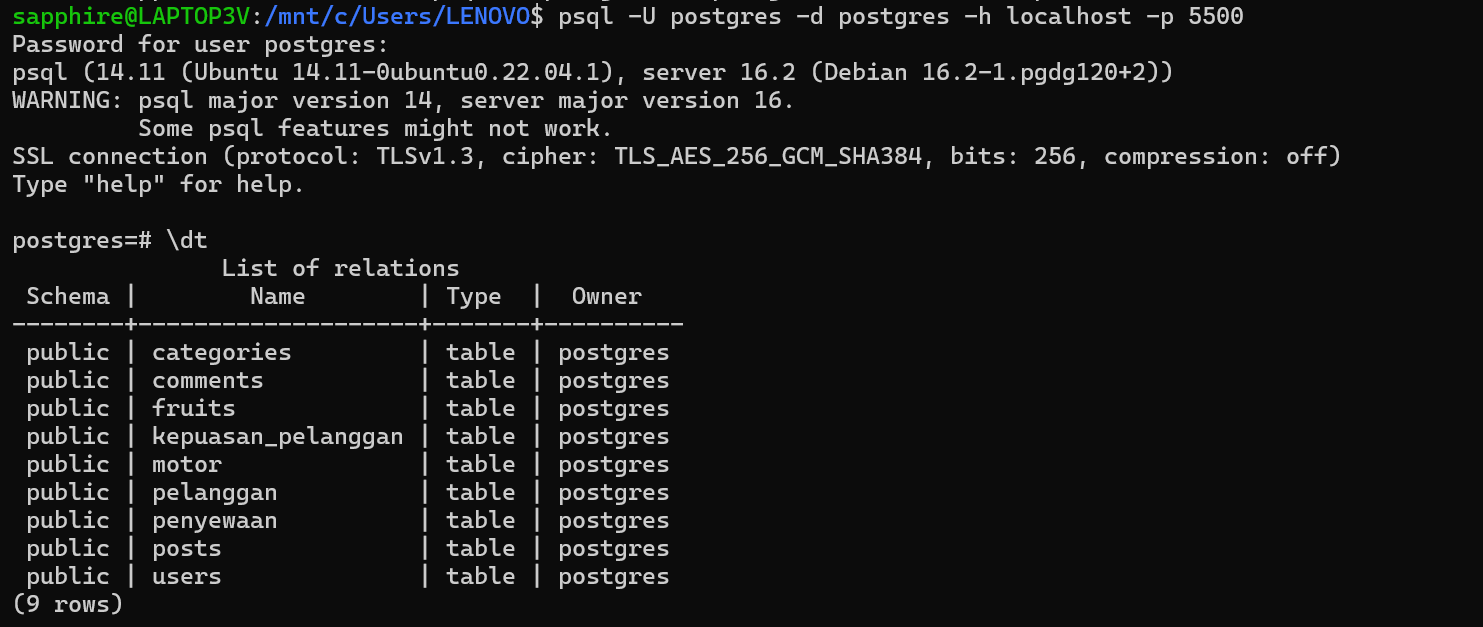 sapphire@LAPTOP3V:/mnt/c/Users/LENOVO$ psql -U postgres -d postgres -h localhost -p 5500
Password for user postgres:
psql (14.11 (Ubuntu 14.11-0ubuntu0.22.04.1), server 16.2 (Debian 16.2-1.pgdg120+2))
WARNING: psql major version 14, server major version 16.
         Some psql features might not work.
SSL connection (protocol: TLSv1.3, cipher: TLS_AES_256_GCM_SHA384, bits: 256, compression: off)
Type "help" for help.

postgres=# \dt
               List of relations
 Schema |        Name        | Type  |  Owner
--------+--------------------+-------+----------
 public | categories         | table | postgres
 public | comments           | table | postgres
 public | fruits             | table | postgres
 public | kepuasan_pelanggan | table | postgres
 public | motor              | table | postgres
 public | pelanggan          | table | postgres
 public | penyewaan          | table | postgres
 public | posts              | table | postgres
 public | users              | table | postgres
(9 rows)